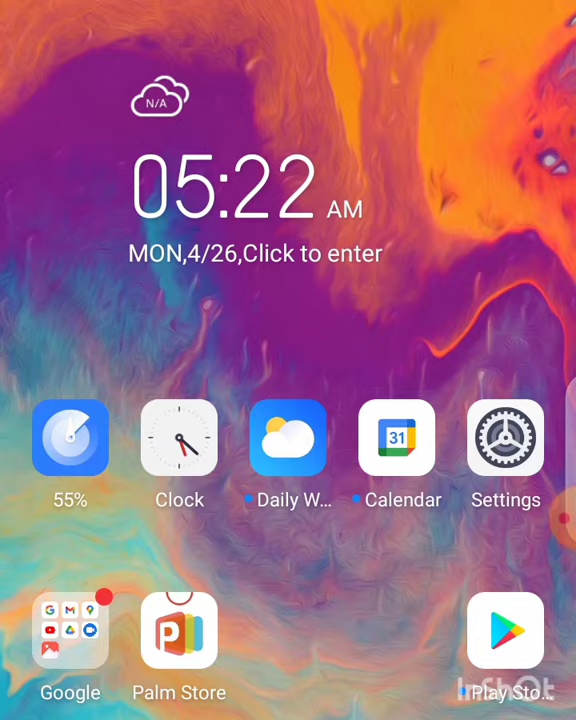 N/A
05:22 AM
MON,4/26,Click to enter
31
55%
Clock
Daily W...
Calendar
Settings
G
P
Google
Palm Store
Play Sto...
InShOt